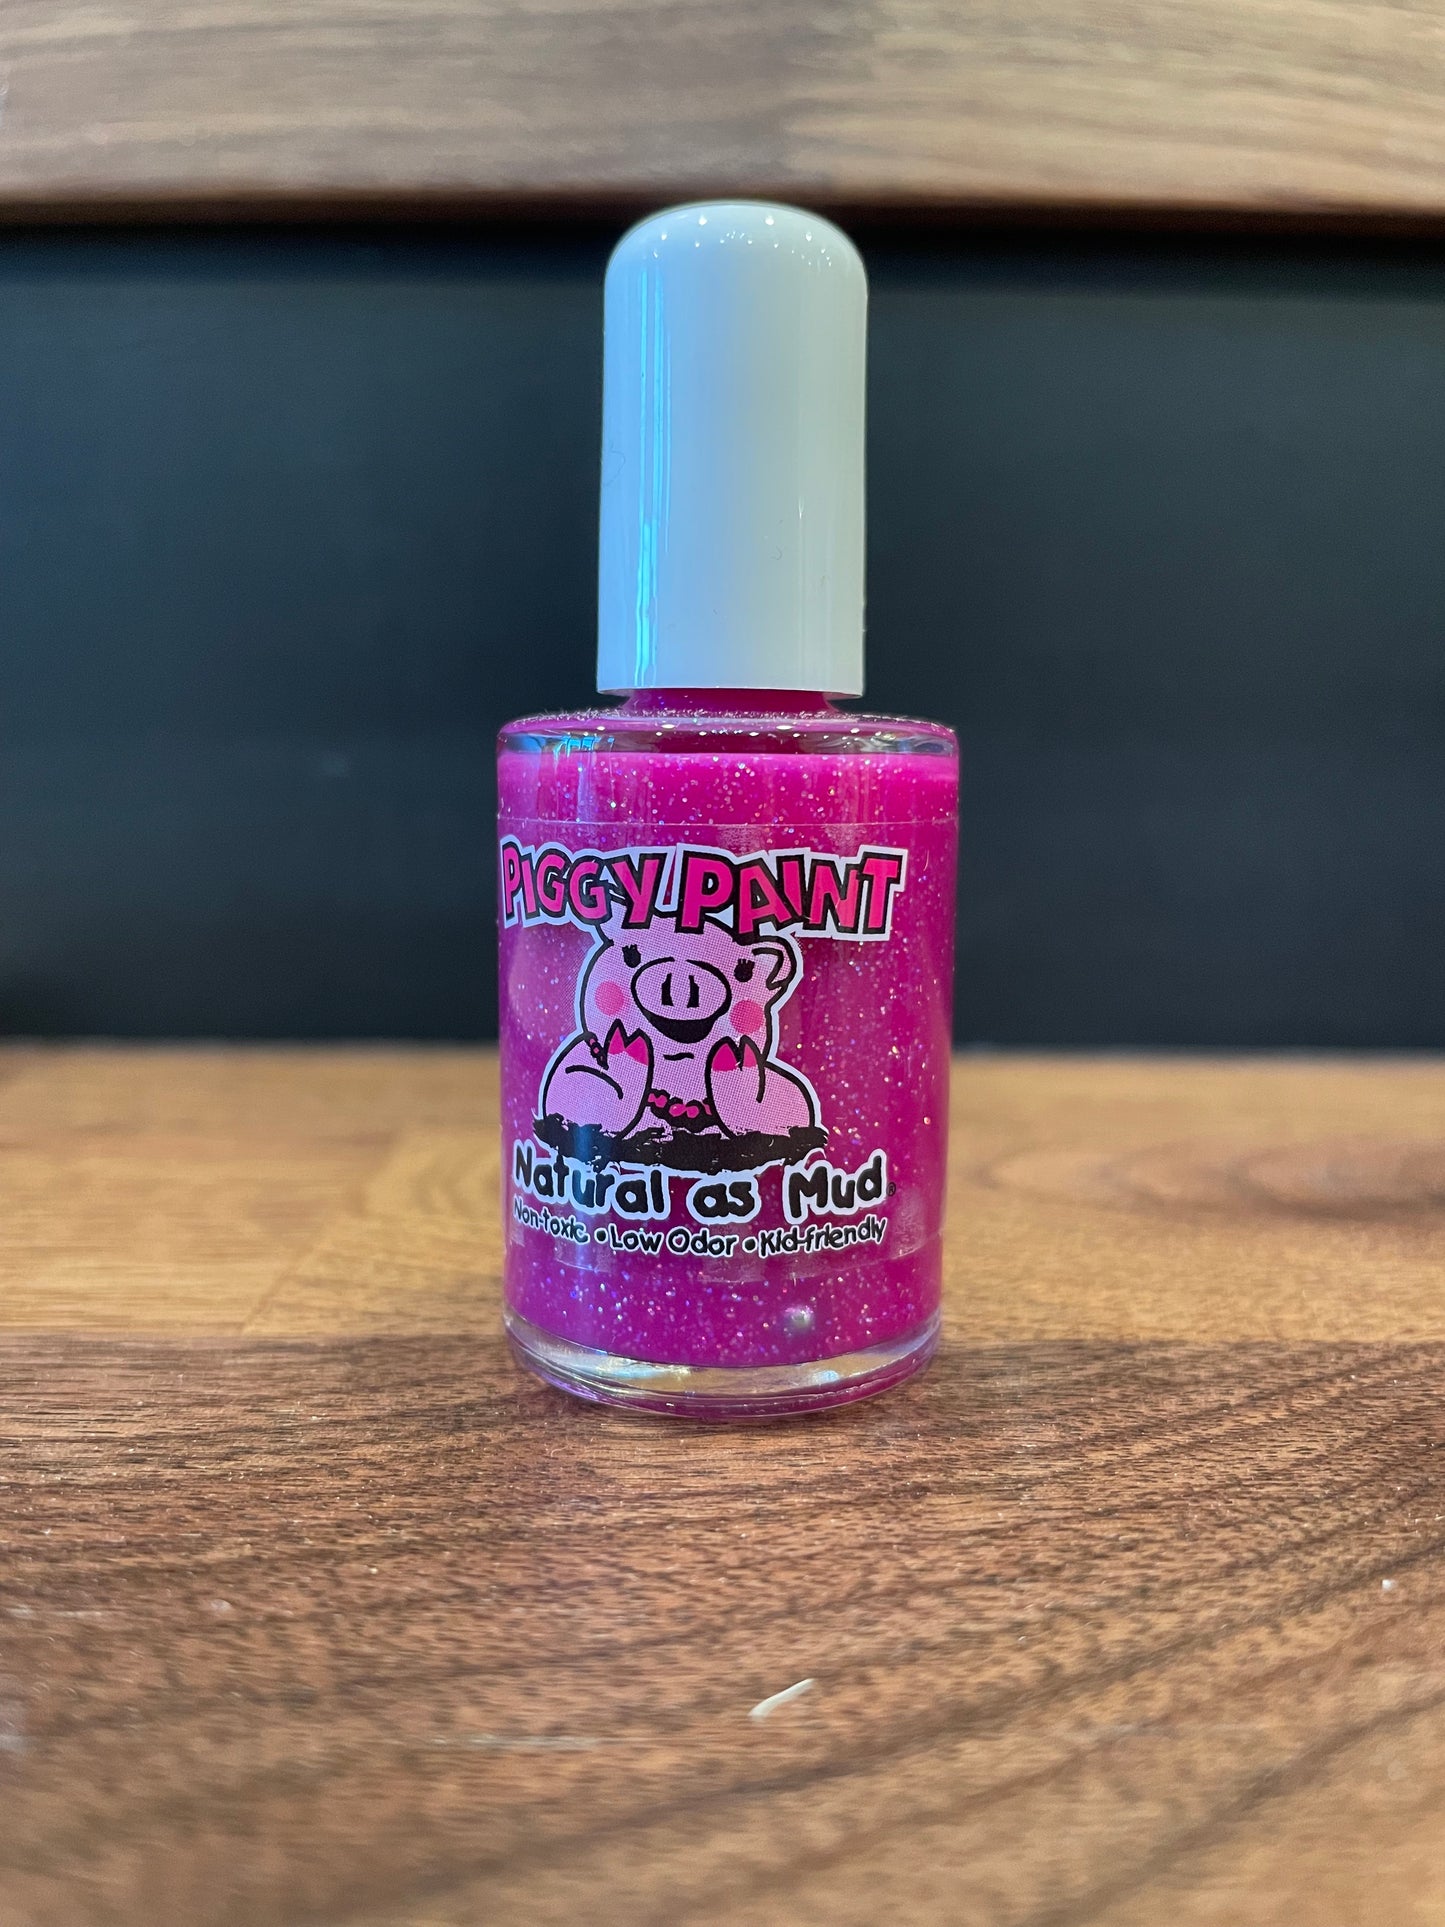 PIGGY PAINT
Natural as Mud®
Non-toxic • Low Odor • Kid-friendly